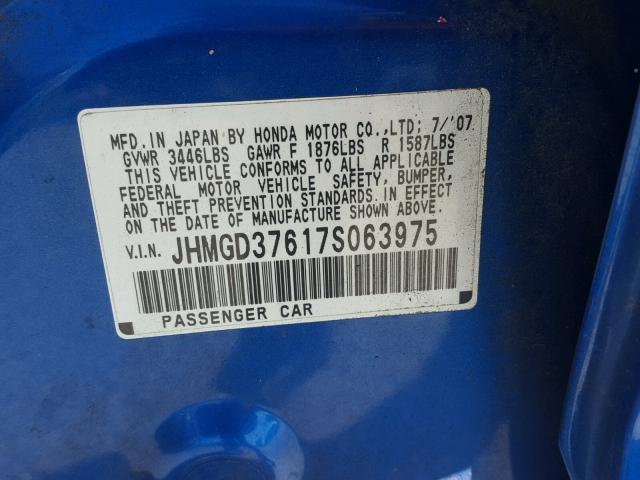 MFD. IN JAPAN BY HONDA MOTOR CO., LTD; 7/'07
GVWR 3446LBS GAWR F 1876LBS R 1587LBS
THIS VEHICLE CONFORMS TO ALL APPLICABLE
FEDERAL MOTOR VEHICLE SAFETY, BUMPER,
AND THEFT PREVENTION STANDARDS IN EFFECT
ON THE DATE OF MANUFACTURE SHOWN ABOVE.
V.I.N. JHMGD37617S063975
PASSENGER CAR